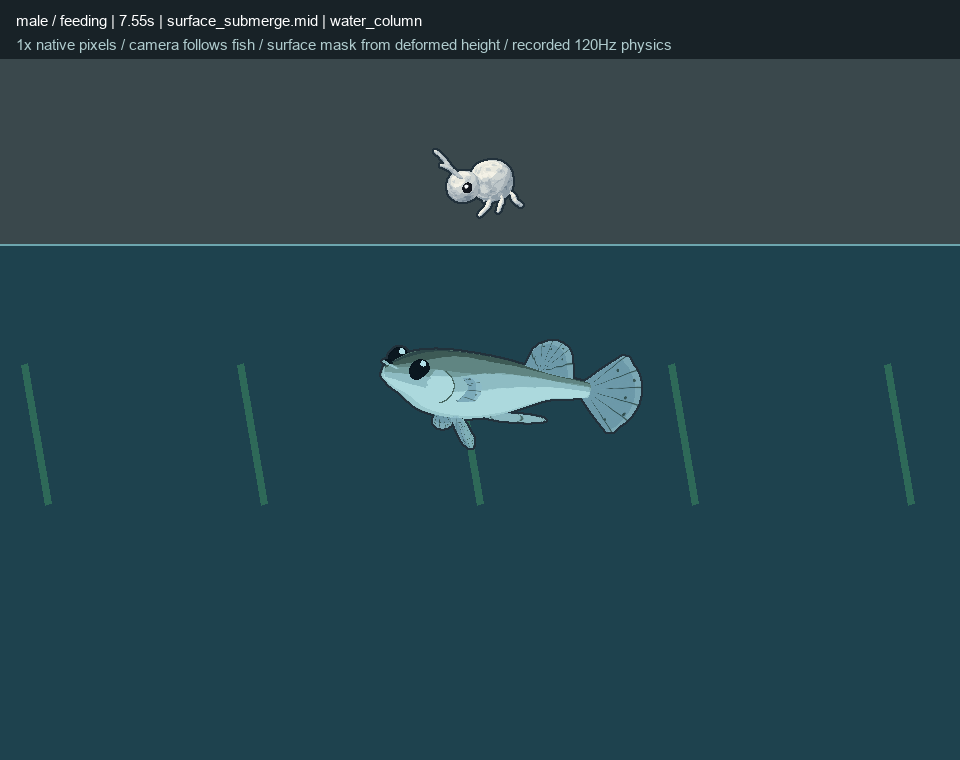 male / feeding | 7.55s | surface_submerge.mid | water_column
1x native pixels / camera follows fish / surface mask from deformed height / recorded 120Hz physics